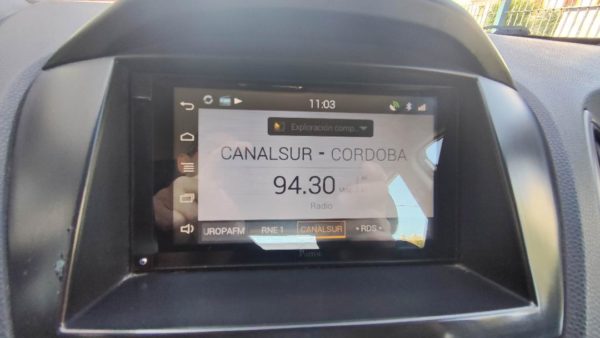 11:03
Exploración comp...
CANALSUR - CORDOBA
94.30
Radio
UROPAFM RNE 1 CANALSUR • RDS •